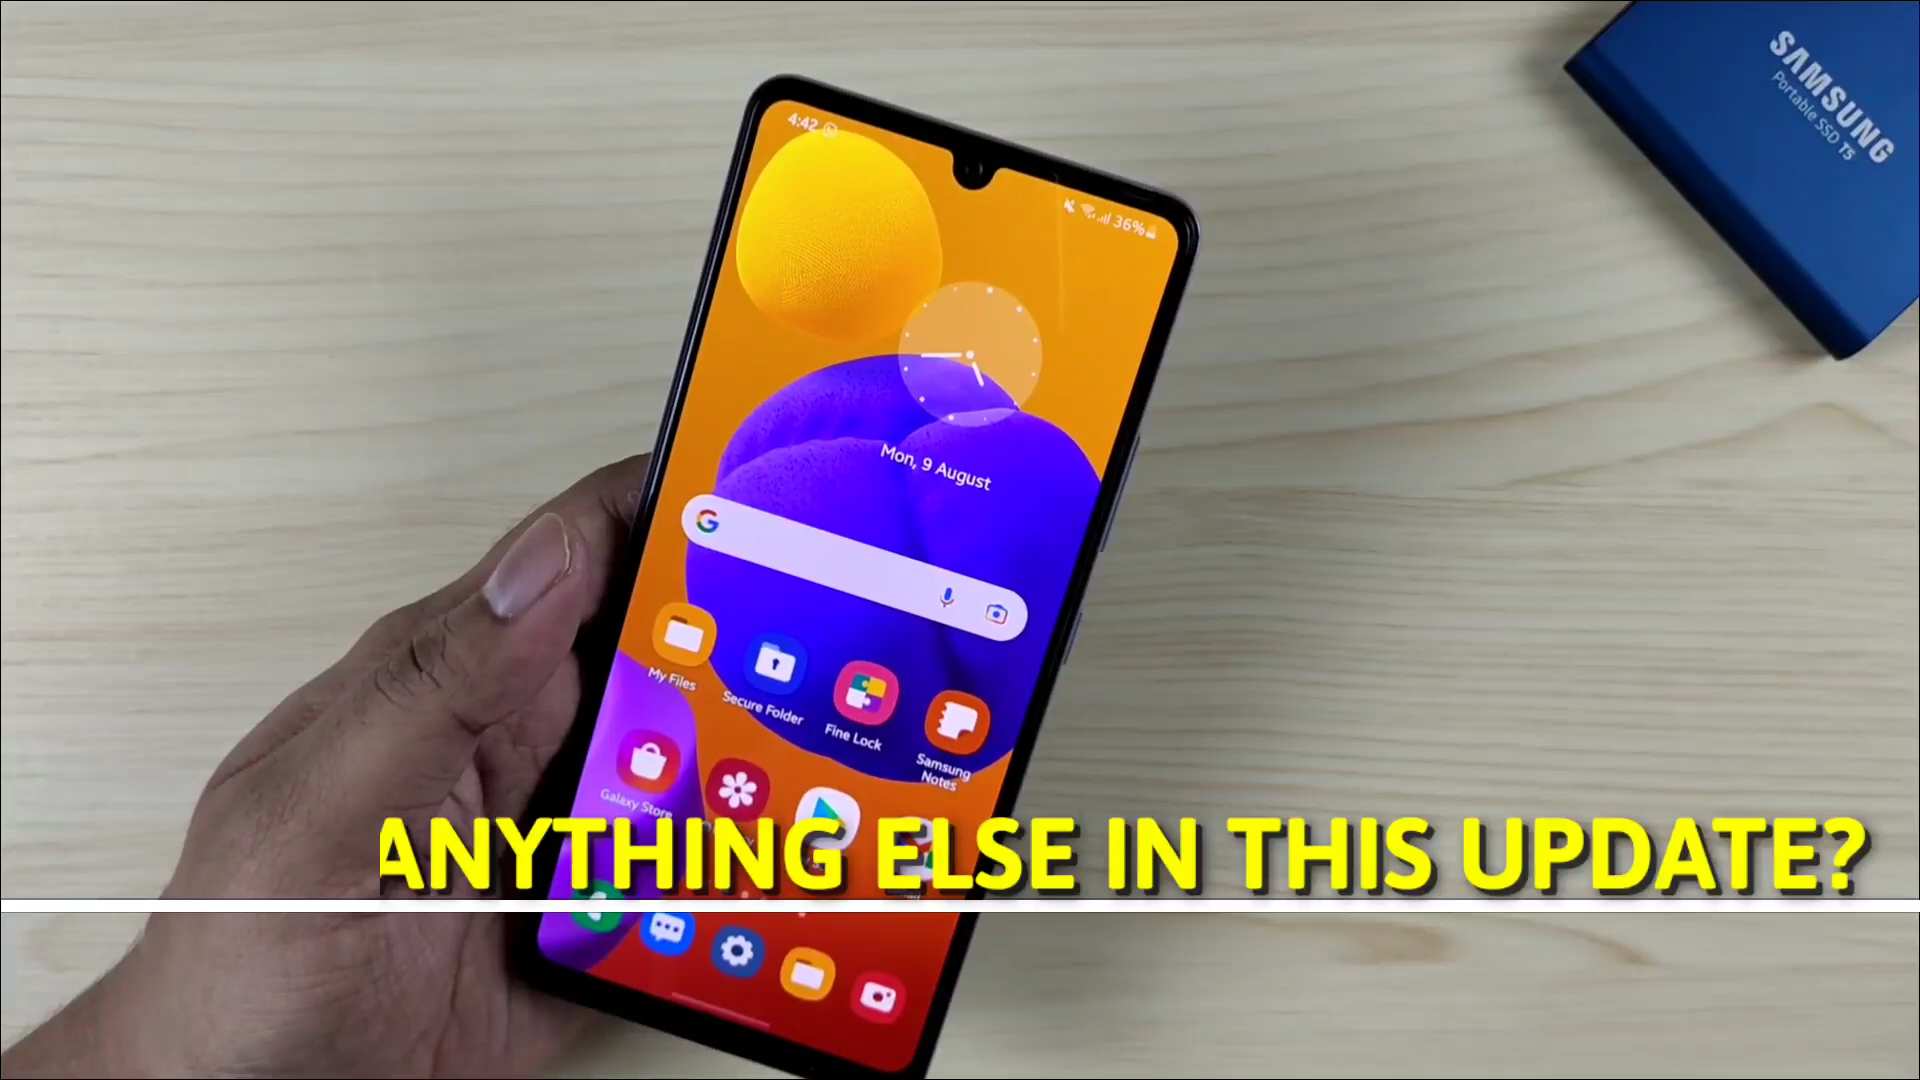 SAMSUNG
Portable SSD T5
4:42
36%
Mon, 9 August
G
My Files
Secure Folder
Fine Lock
Samsung
Notes
Galaxy Store
ANYTHING ELSE IN THIS UPDATE?